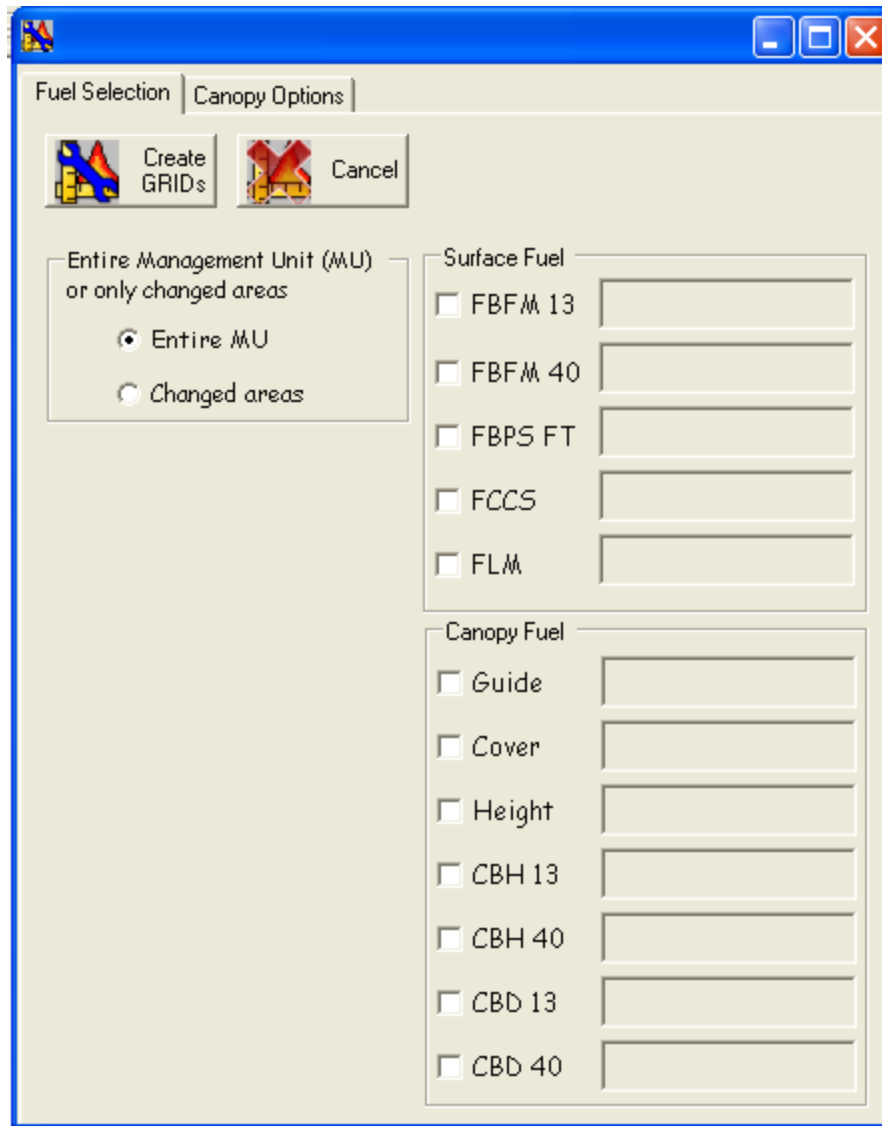 Fuel Selection
Canopy Options
Create
GRIDs
Cancel
Entire Management Unit (MU)
or only changed areas
Entire MU
Changed areas
Surface Fuel
FBFM 13
FBFM 40
FBPS FT
FCCS
FLM
Canopy Fuel
Guide
Cover
Height
CBH 13
CBH 40
CBD 13
CBD 40